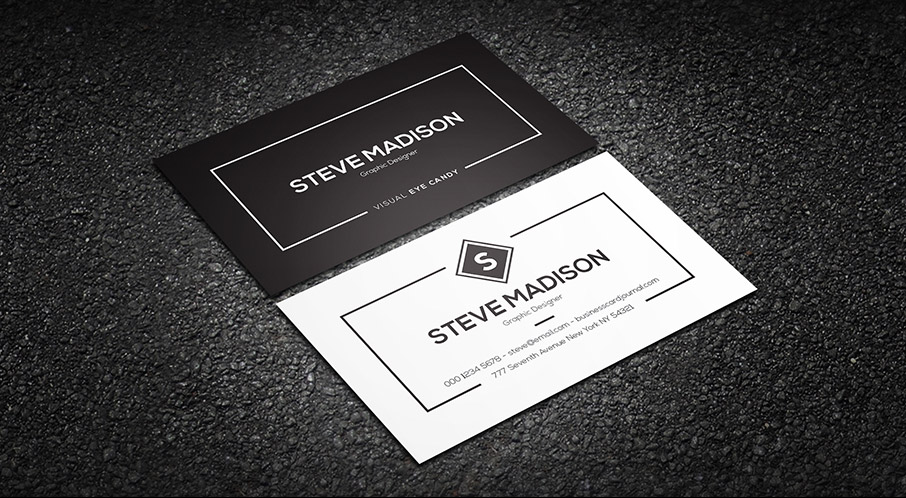 STEVE MADISON
Graphic Designer
VISUAL EYE CANDY
S
STEVE MADISON
Graphic Designer
000 1234 5678 - steve@email.com - businesscardjournal.com
777 Seventh Avenue New York NY 54321